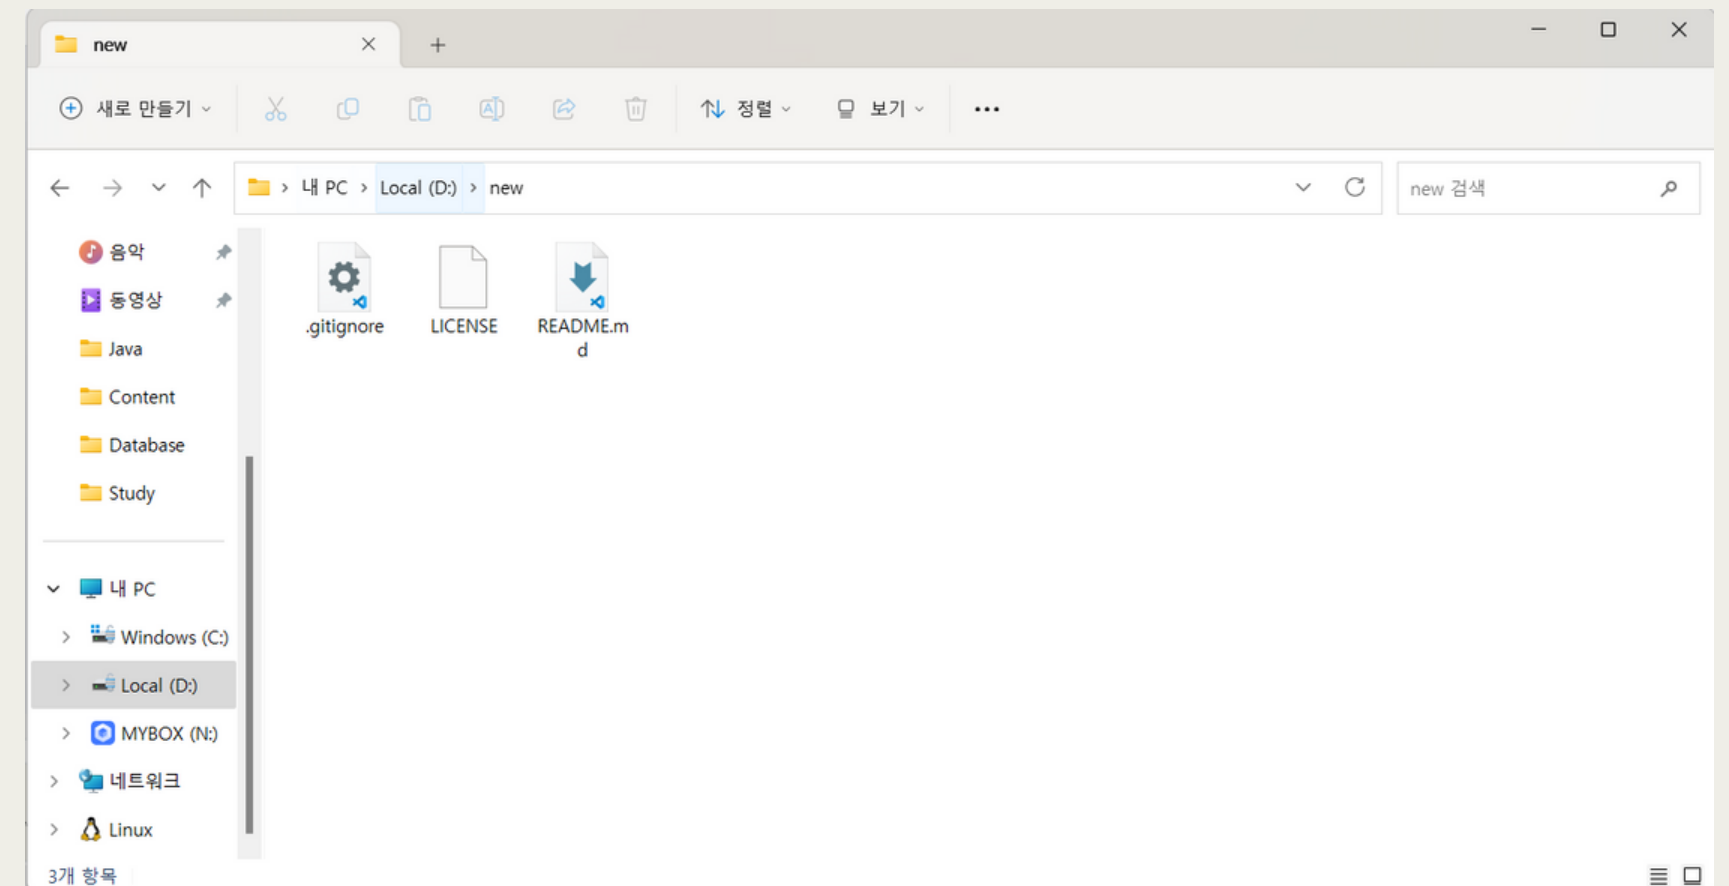 new
새로 만들기
정렬
보기
내 PC > Local (D:) > new
new 검색
음악
동영상
Java
Content
Database
Study
내 PC
Windows (C:)
Local (D:)
MYBOX (N:)
네트워크
Linux
.gitignore
LICENSE
README.m
d
3개 항목